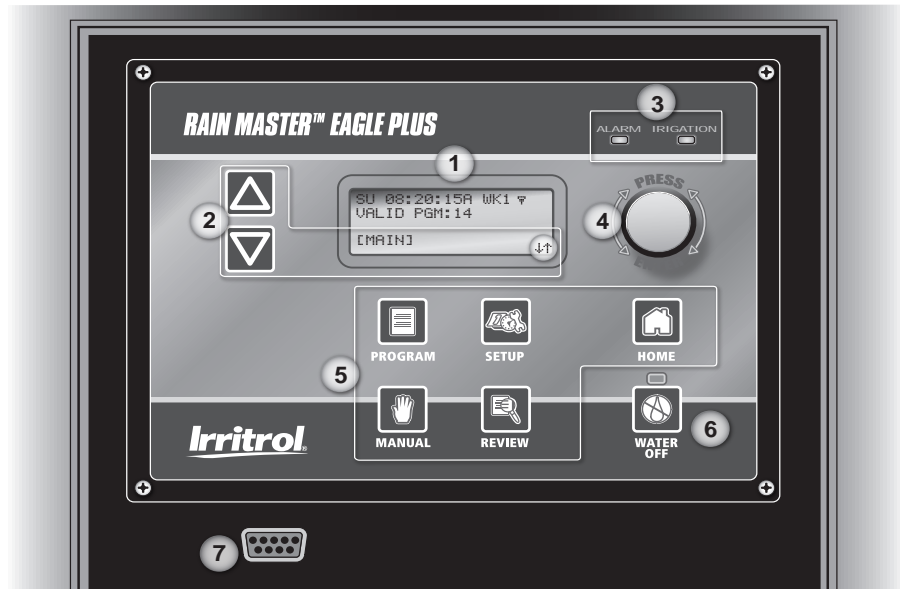 RAIN MASTER™ EAGLE PLUS
3
ALARM IRIGATION
1
SU 08:20:15A WK1
VALID PGM:14
[MAIN]
2
PRESS
4
PROGRAM
SETUP
HOME
5
MANUAL
REVIEW
WATER
OFF
6
Irritrol®
7